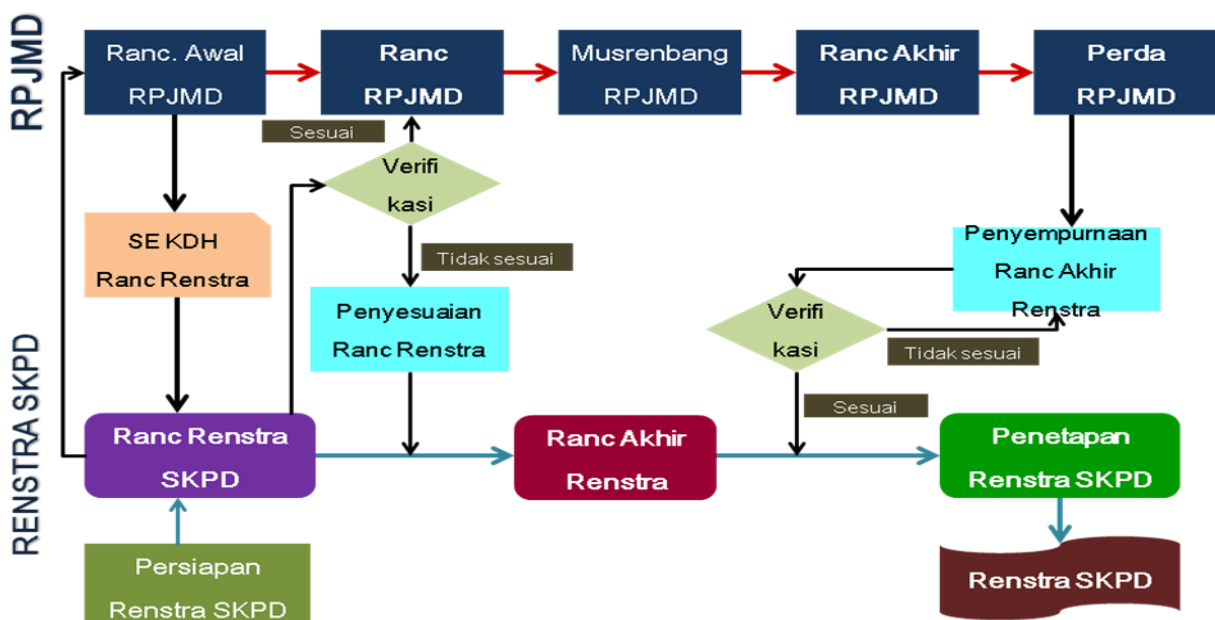 RPJMD
Ranc. Awal
RPJMD
Ranc
RPJMD
Musrenbang
RPJMD
Ranc Akhir
RPJMD
Perda
RPJMD
Sesuai
Verifi
kasi
SE KDH
Ranc Renstra
Tidak sesuai
Penyesuaian
Ranc Renstra
Penyempurnaan
Ranc Akhir
Renstra
Verifi
kasi
Tidak sesuai
Sesuai
RENSTRA SKPD
Ranc Renstra
SKPD
Ranc Akhir
Renstra
Penetapan
Renstra SKPD
Persiapan
Renstra SKPD
Renstra SKPD